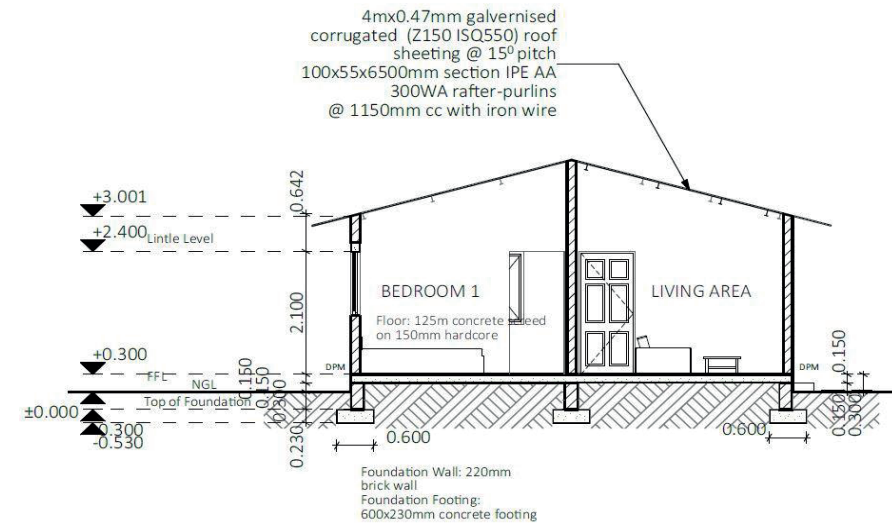 4mx0.47mm galvernised
corrugated (Z150 ISQ550) roof
sheeting @ 15⁰ pitch
100x55x6500mm section IPE AA
300WA rafter-purlins
@ 1150mm cc with iron wire
+3.001
0.642
+2.400
Lintle Level
2.100
BEDROOM 1
LIVING AREA
Floor: 125m concrete screed
on 150mm hardcore
+0.300
FFL
DPM
DPM
0.150
NGL
0.150
0.150
Top of Foundation
±0.000
0.300
0.300
-0.530
0.230
0.600
0.600
0.150
0.300
Foundation Wall: 220mm
brick wall
Foundation Footing:
600x230mm concrete footing